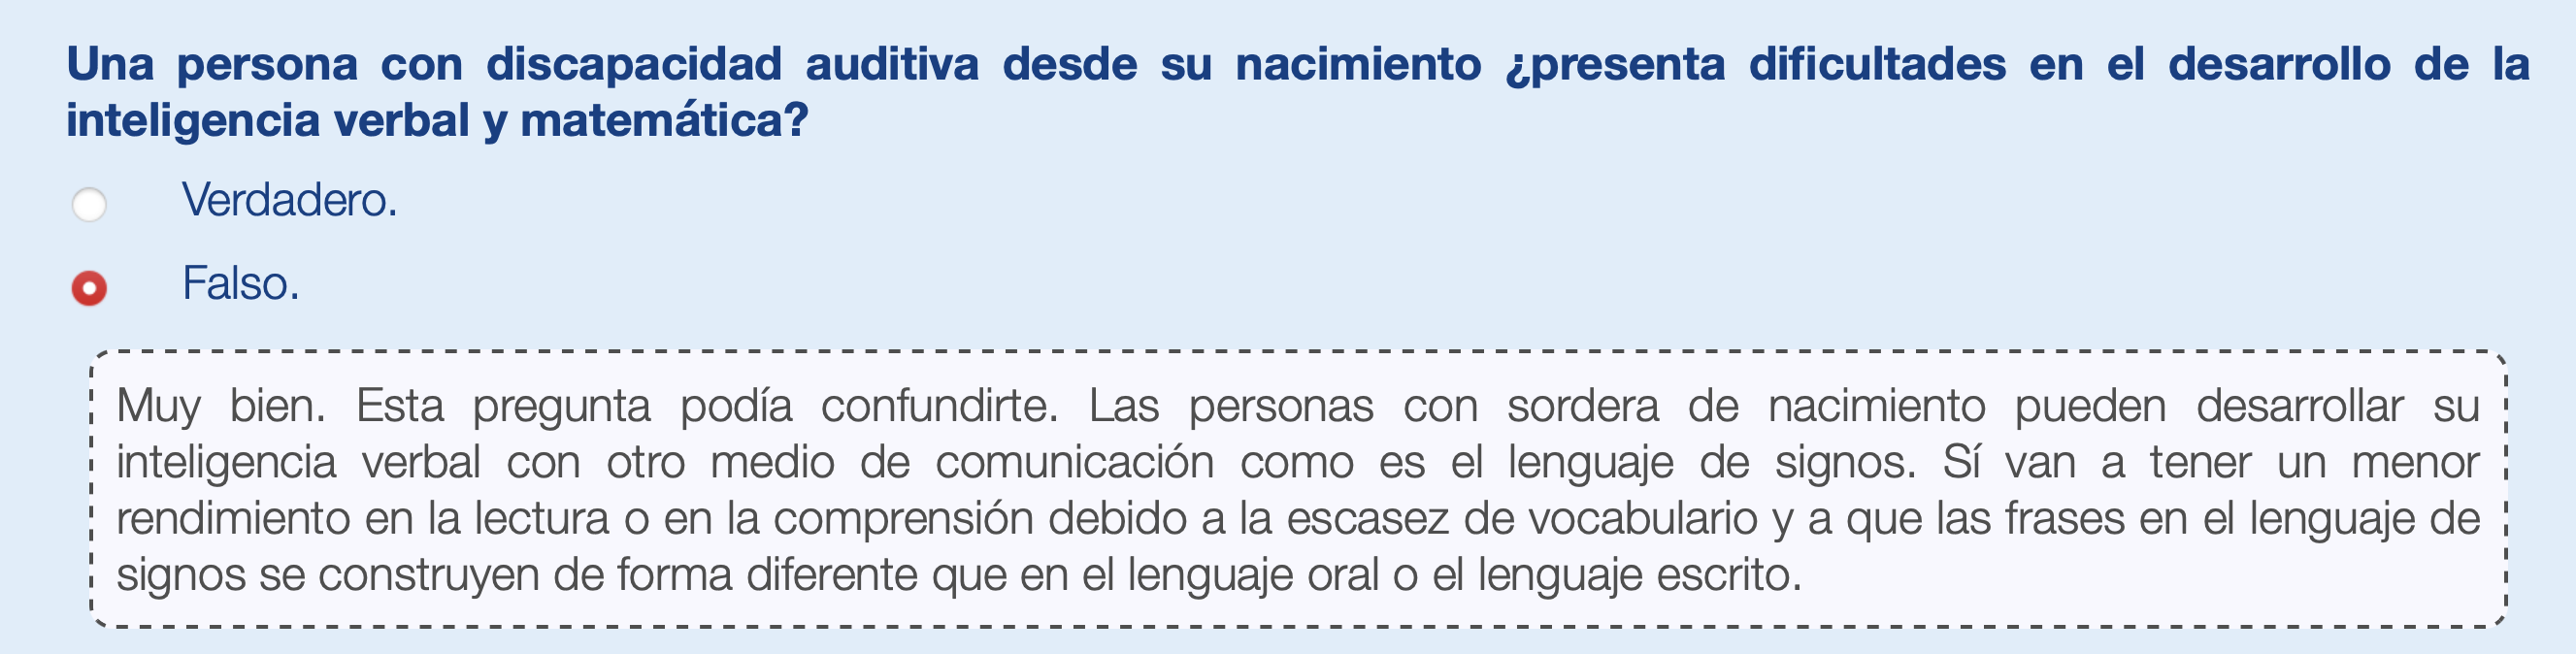 Una persona con discapacidad auditiva desde su nacimiento ¿presenta dificultades en el desarrollo de la
inteligencia verbal y matemática?
Verdadero.
Falso.
Muy bien. Esta pregunta podía confundirte. Las personas con sordera de nacimiento pueden desarrollar su
inteligencia verbal con otro medio de comunicación como es el lenguaje de signos. Sí van a tener un menor
rendimiento en la lectura o en la comprensión debido a la escasez de vocabulario y a que las frases en el lenguaje de
signos se construyen de forma diferente que en el lenguaje oral o el lenguaje escrito.